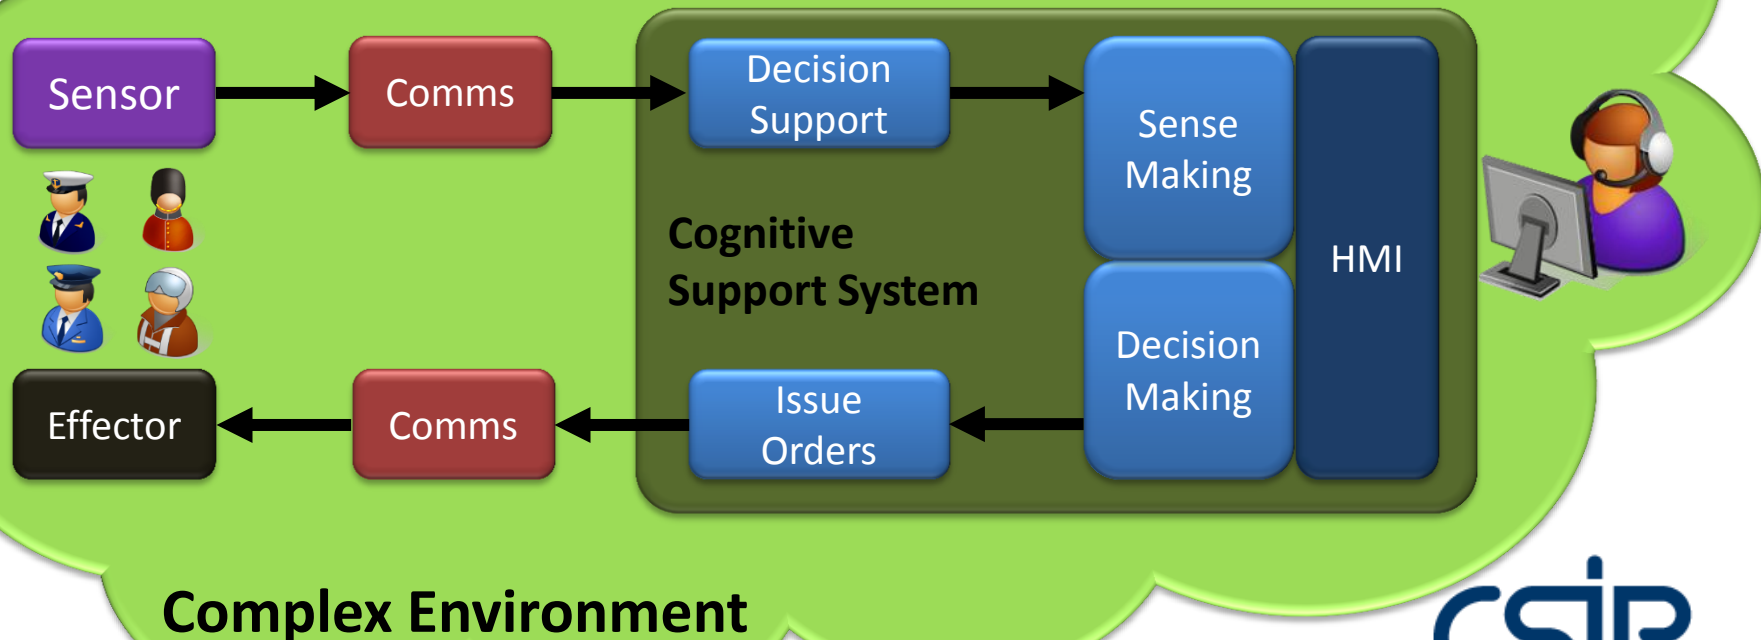 Sensor
Comms
Decision
Support
Sense
Making
HMI
Cognitive
Support System
Decision
Making
Effector
Comms
Issue
Orders
Complex Environment
CSIR